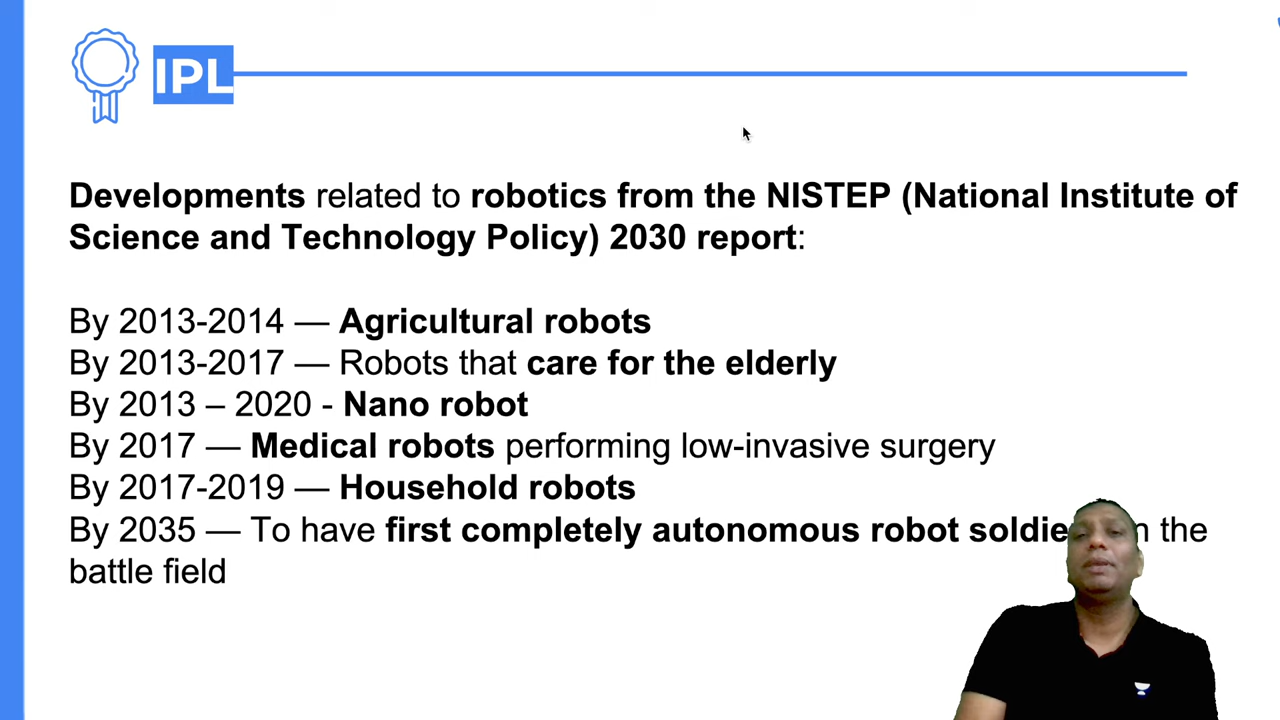 IPL
Developments related to robotics from the NISTEP (National Institute of
Science and Technology Policy) 2030 report:
By 2013-2014 — Agricultural robots
By 2013-2017 — Robots that care for the elderly
By 2013 – 2020 - Nano robot
By 2017 — Medical robots performing low-invasive surgery
By 2017-2019 — Household robots
By 2035 — To have first completely autonomous robot the
battle field